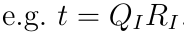 e.g. $t = Q_I R_I$.